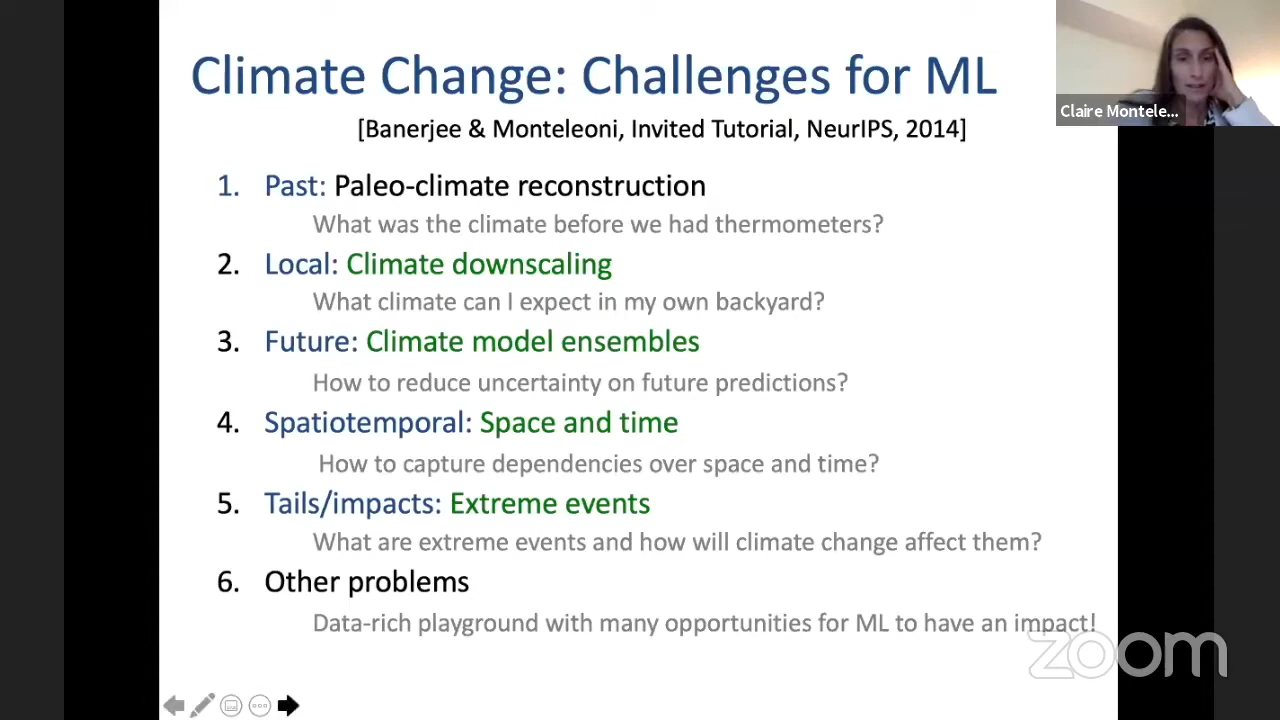 Climate Change: Challenges for ML
[Banerjee & Monteleoni, Invited Tutorial, NeurIPS, 2014]
Claire Montele...
1. Past: Paleo-climate reconstruction
What was the climate before we had thermometers?
2. Local: Climate downscaling
What climate can I expect in my own backyard?
3. Future: Climate model ensembles
How to reduce uncertainty on future predictions?
4. Spatiotemporal: Space and time
How to capture dependencies over space and time?
5. Tails/impacts: Extreme events
What are extreme events and how will climate change affect them?
6. Other problems
Data-rich playground with many opportunities for ML to have an impact!
zoom